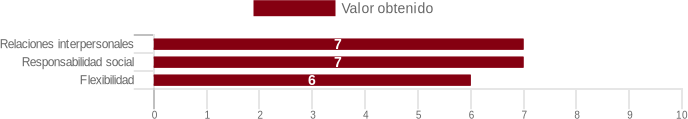 Valor obtenido
Relaciones interpersonales 7
Responsabilidad social 7
Flexibilidad 6
0 1 2 3 4 5 6 7 8 9 10